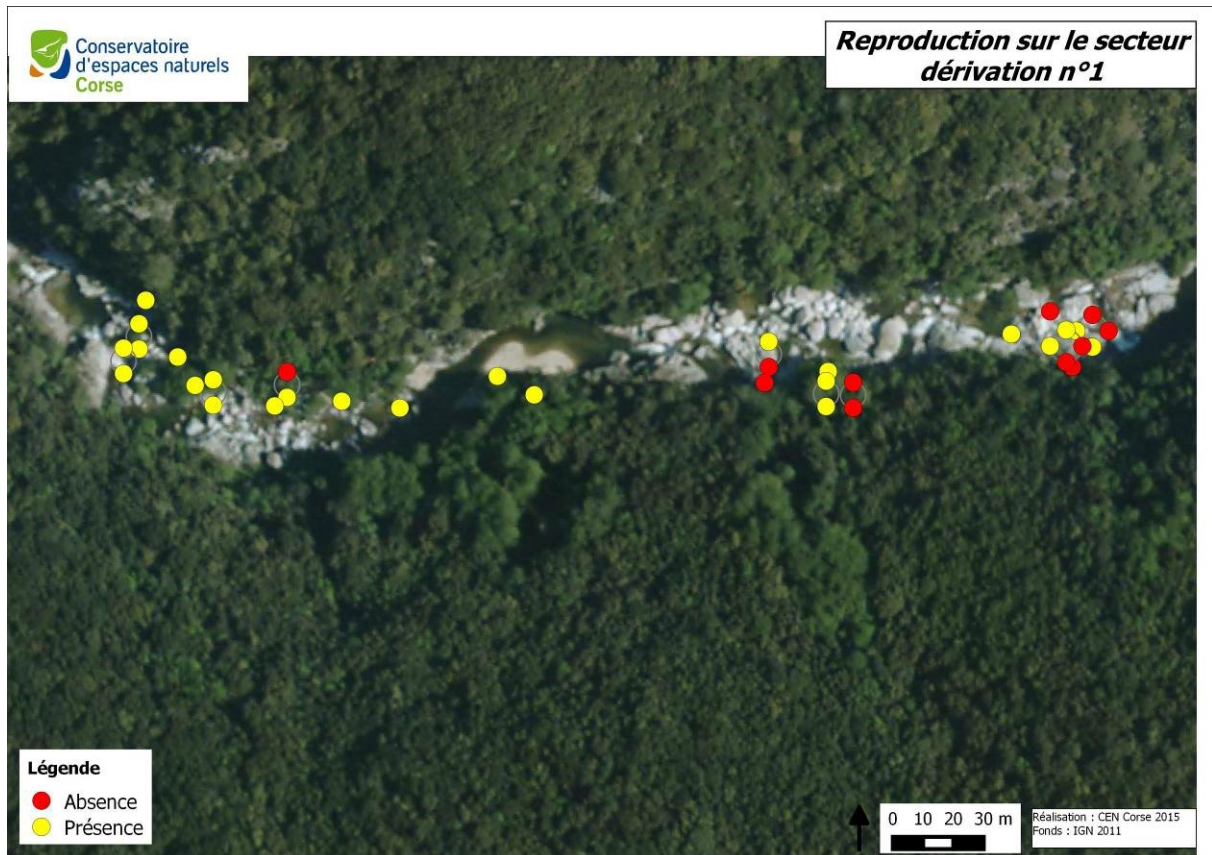 Conservatoire
d'espaces naturels
Corse
Reproduction sur le secteur
dérivation n°1
Légende
Absence
Présence
0 10 20 30 m
Réalisation : CEN Corse 2015
Fonds : IGN 2011